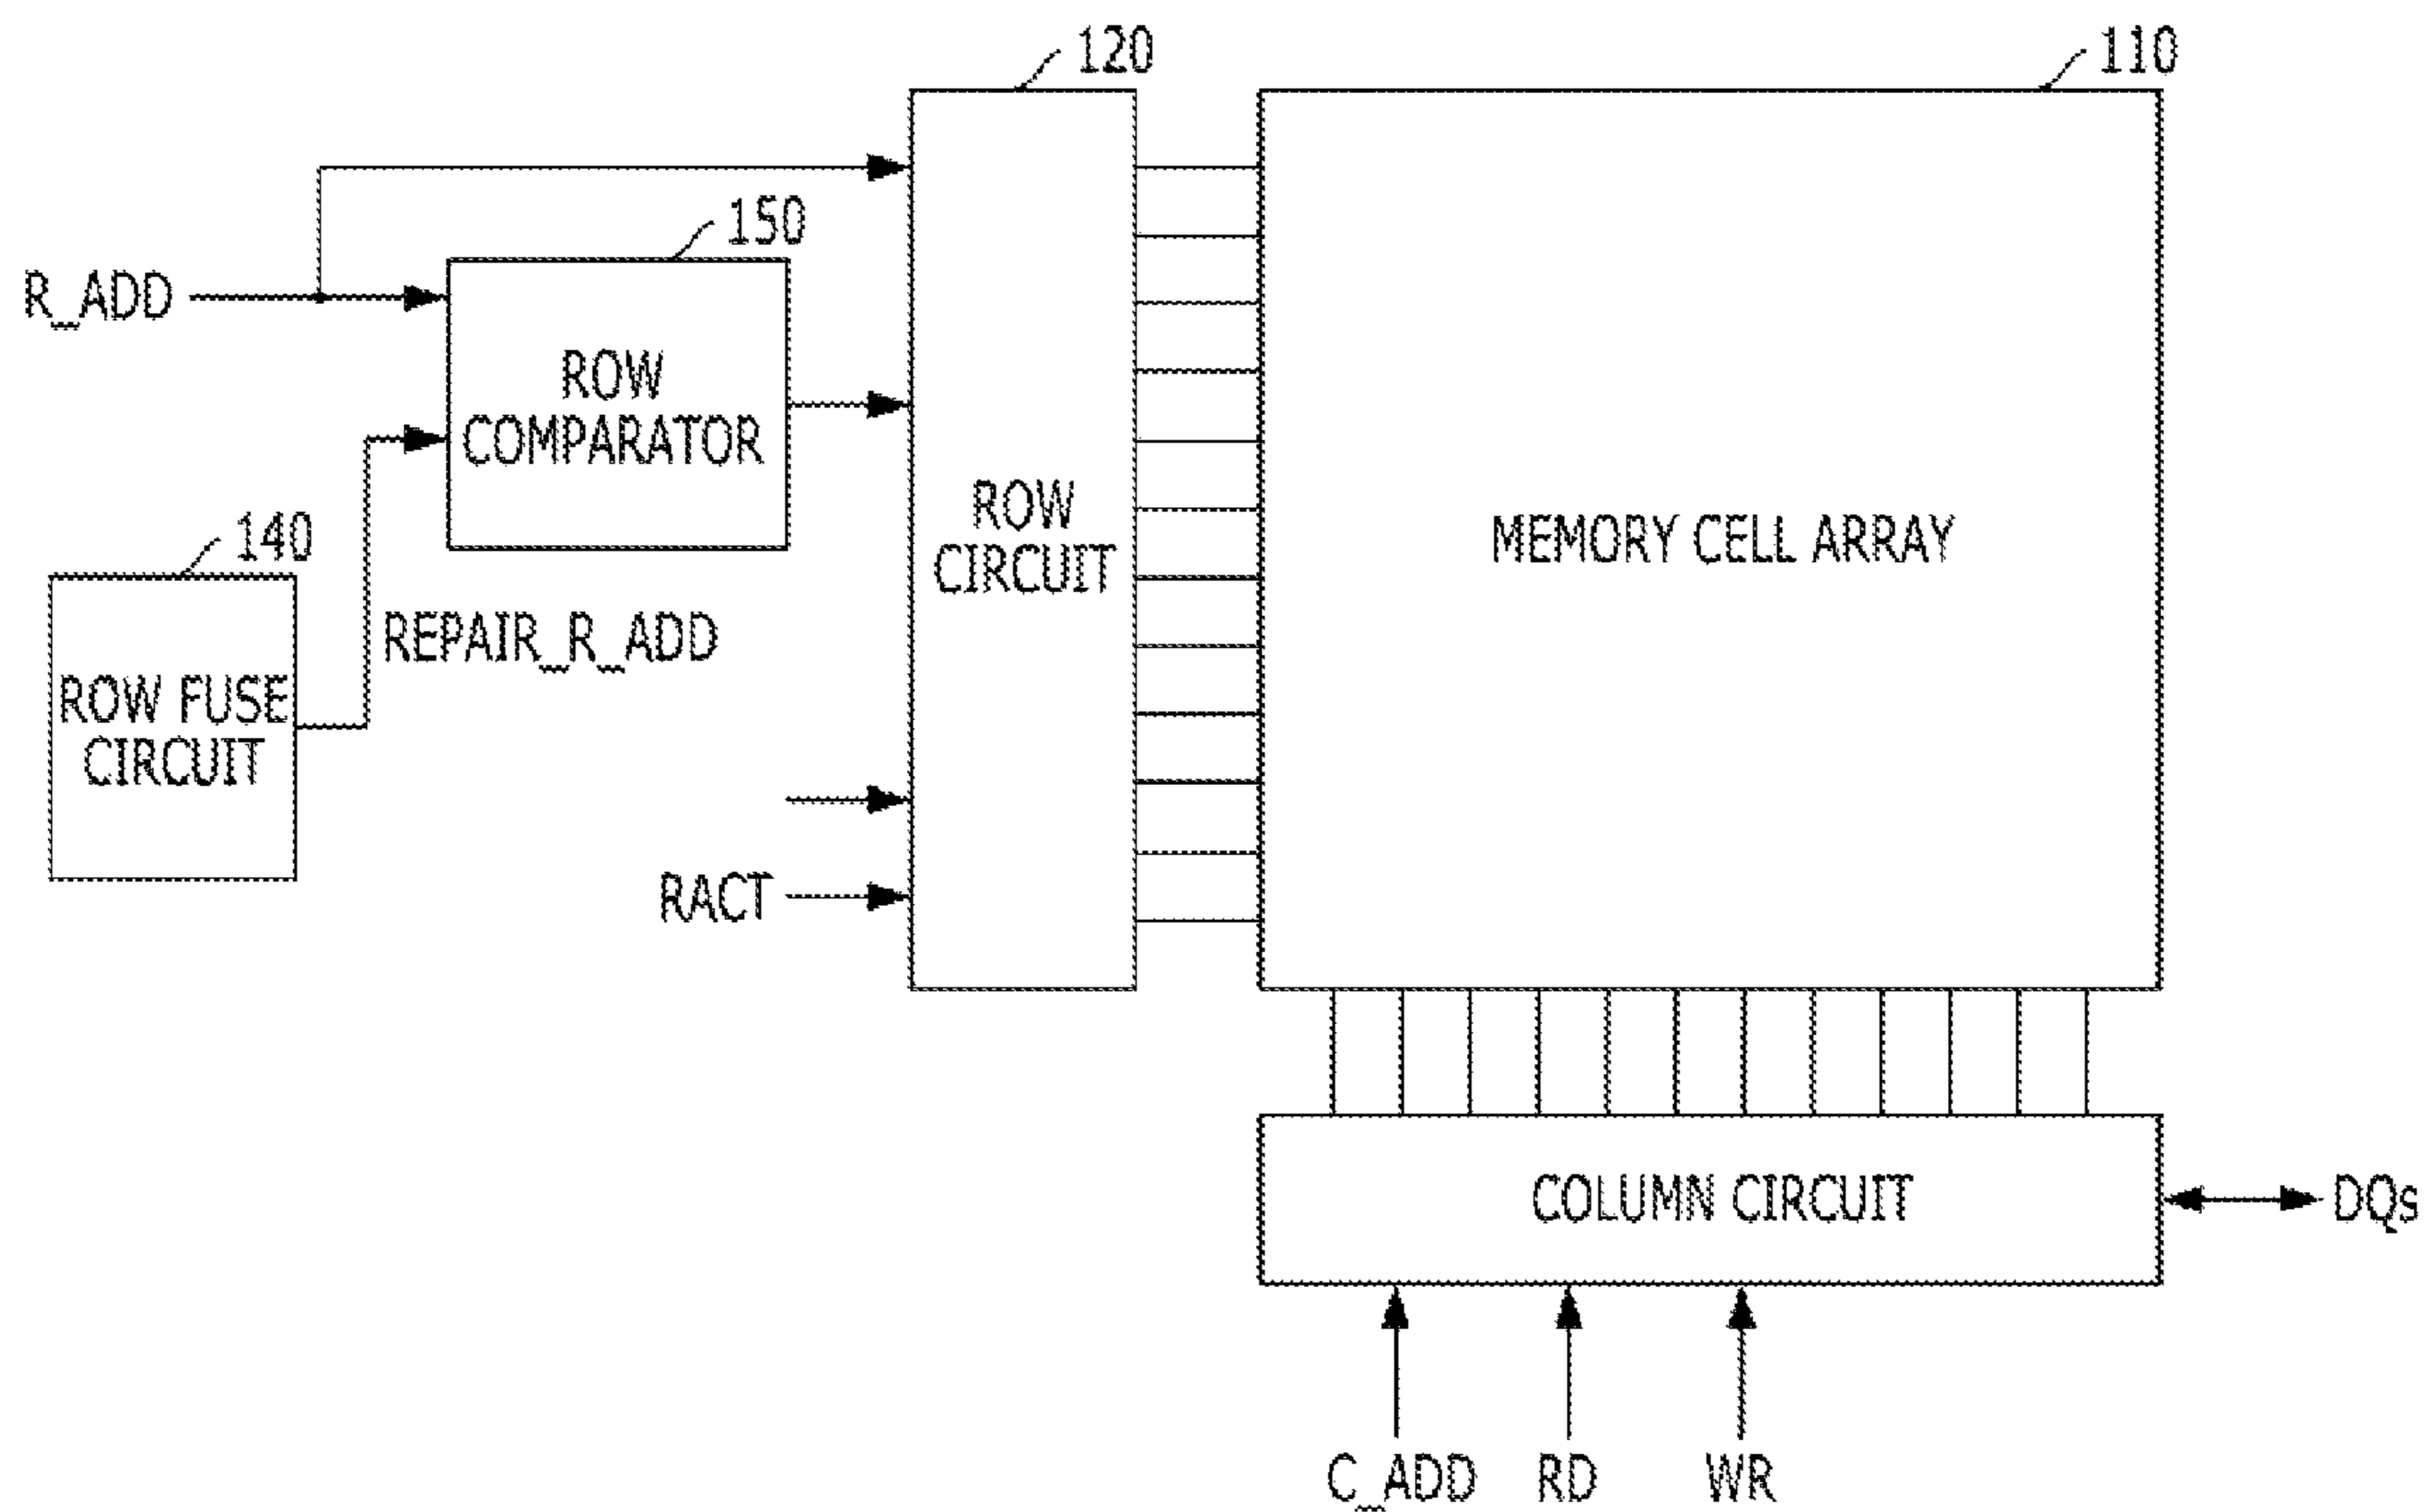 120
110
150
R_ADD
ROW
COMPARATOR
ROW
CIRCUIT
MEMORY CELL ARRAY
140
REPAIR_R_ADD
ROW FUSE
CIRCUIT
RACT
COLUMN CIRCUIT
DQs
C_ADD
RD
WR